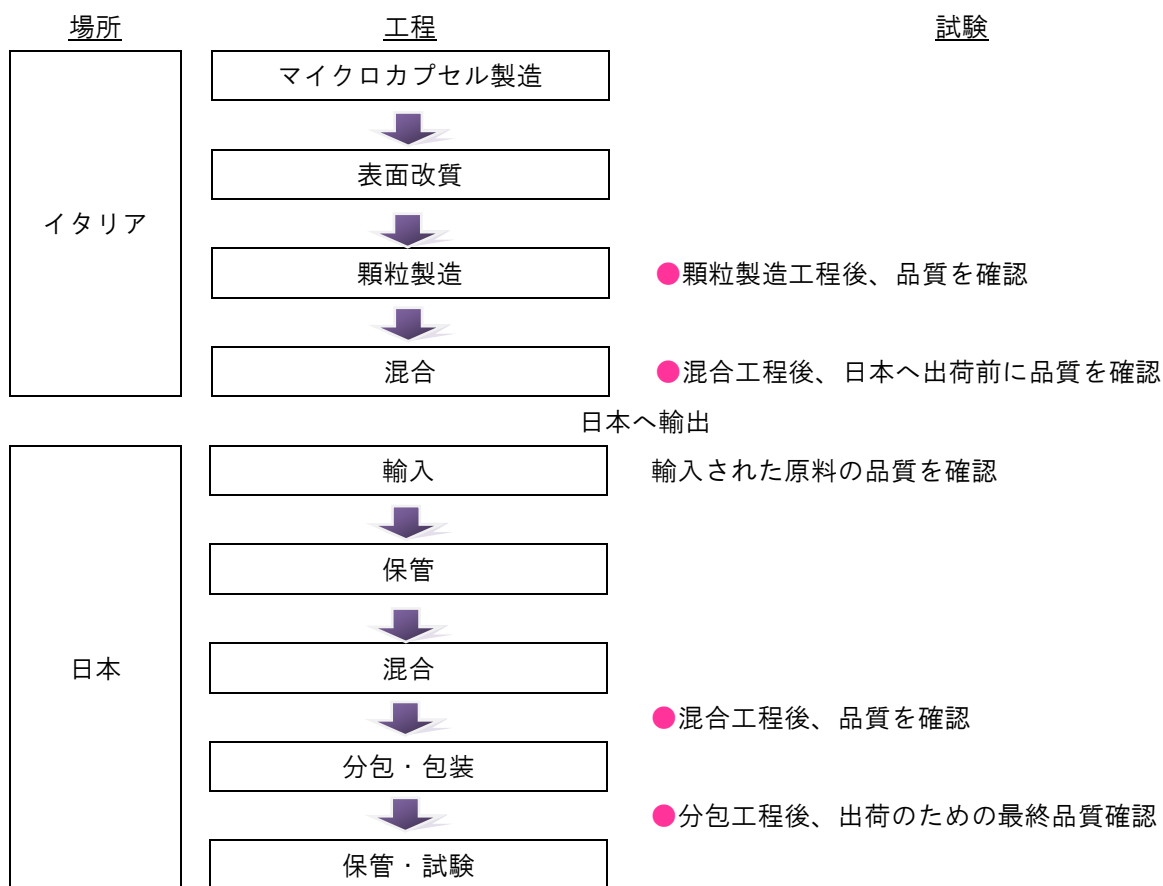 場所 工程 試験
マイクロカプセル製造
表面改質
イタリア
顆粒製造 ●顆粒製造工程後、品質を確認
混合 ●混合工程後、日本へ出荷前に品質を確認
日本へ輸出
輸入 輸入された原料の品質を確認
保管
日本 混合
●混合工程後、品質を確認
分包・包装
●分包工程後、出荷のための最終品質確認
保管・試験